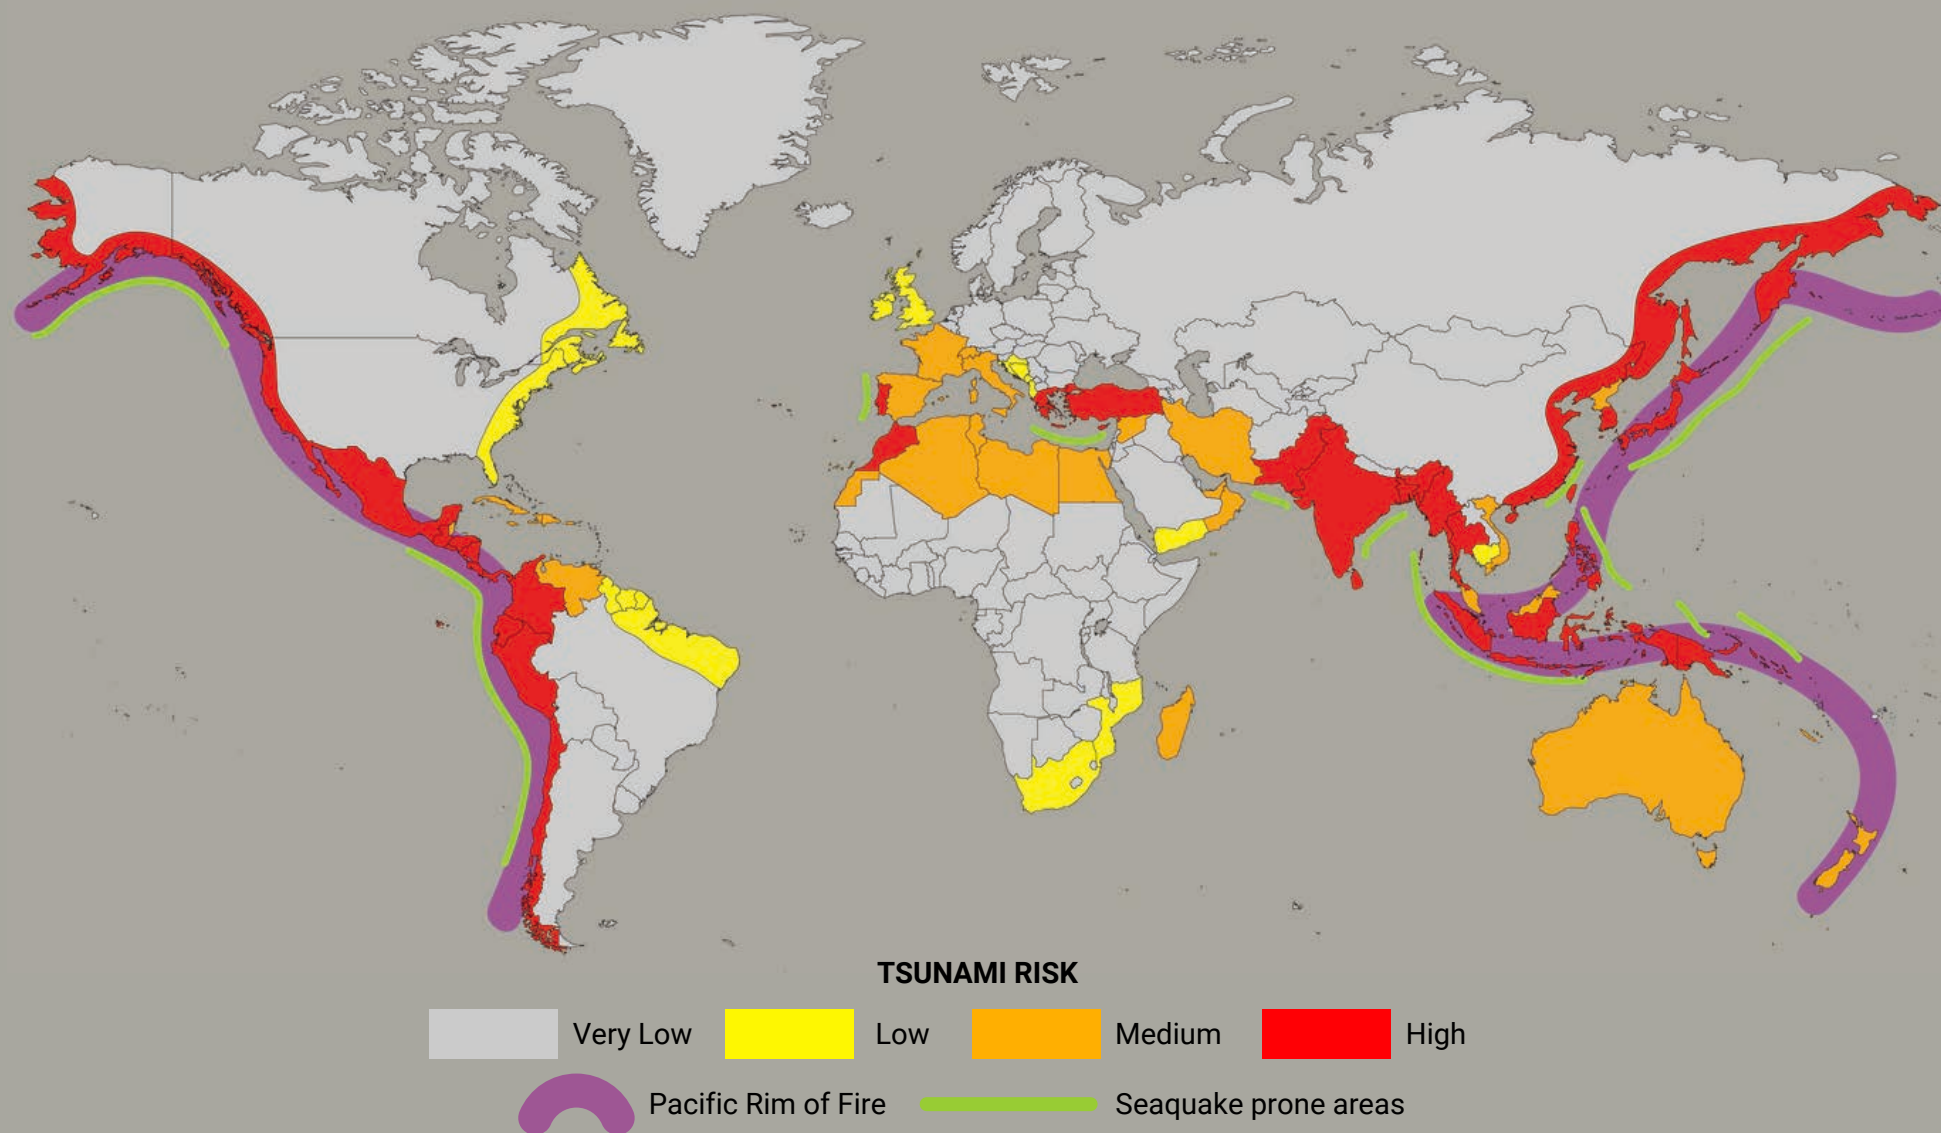 TSUNAMI RISK
Very Low Low Medium High
Pacific Rim of Fire Seaquake prone areas